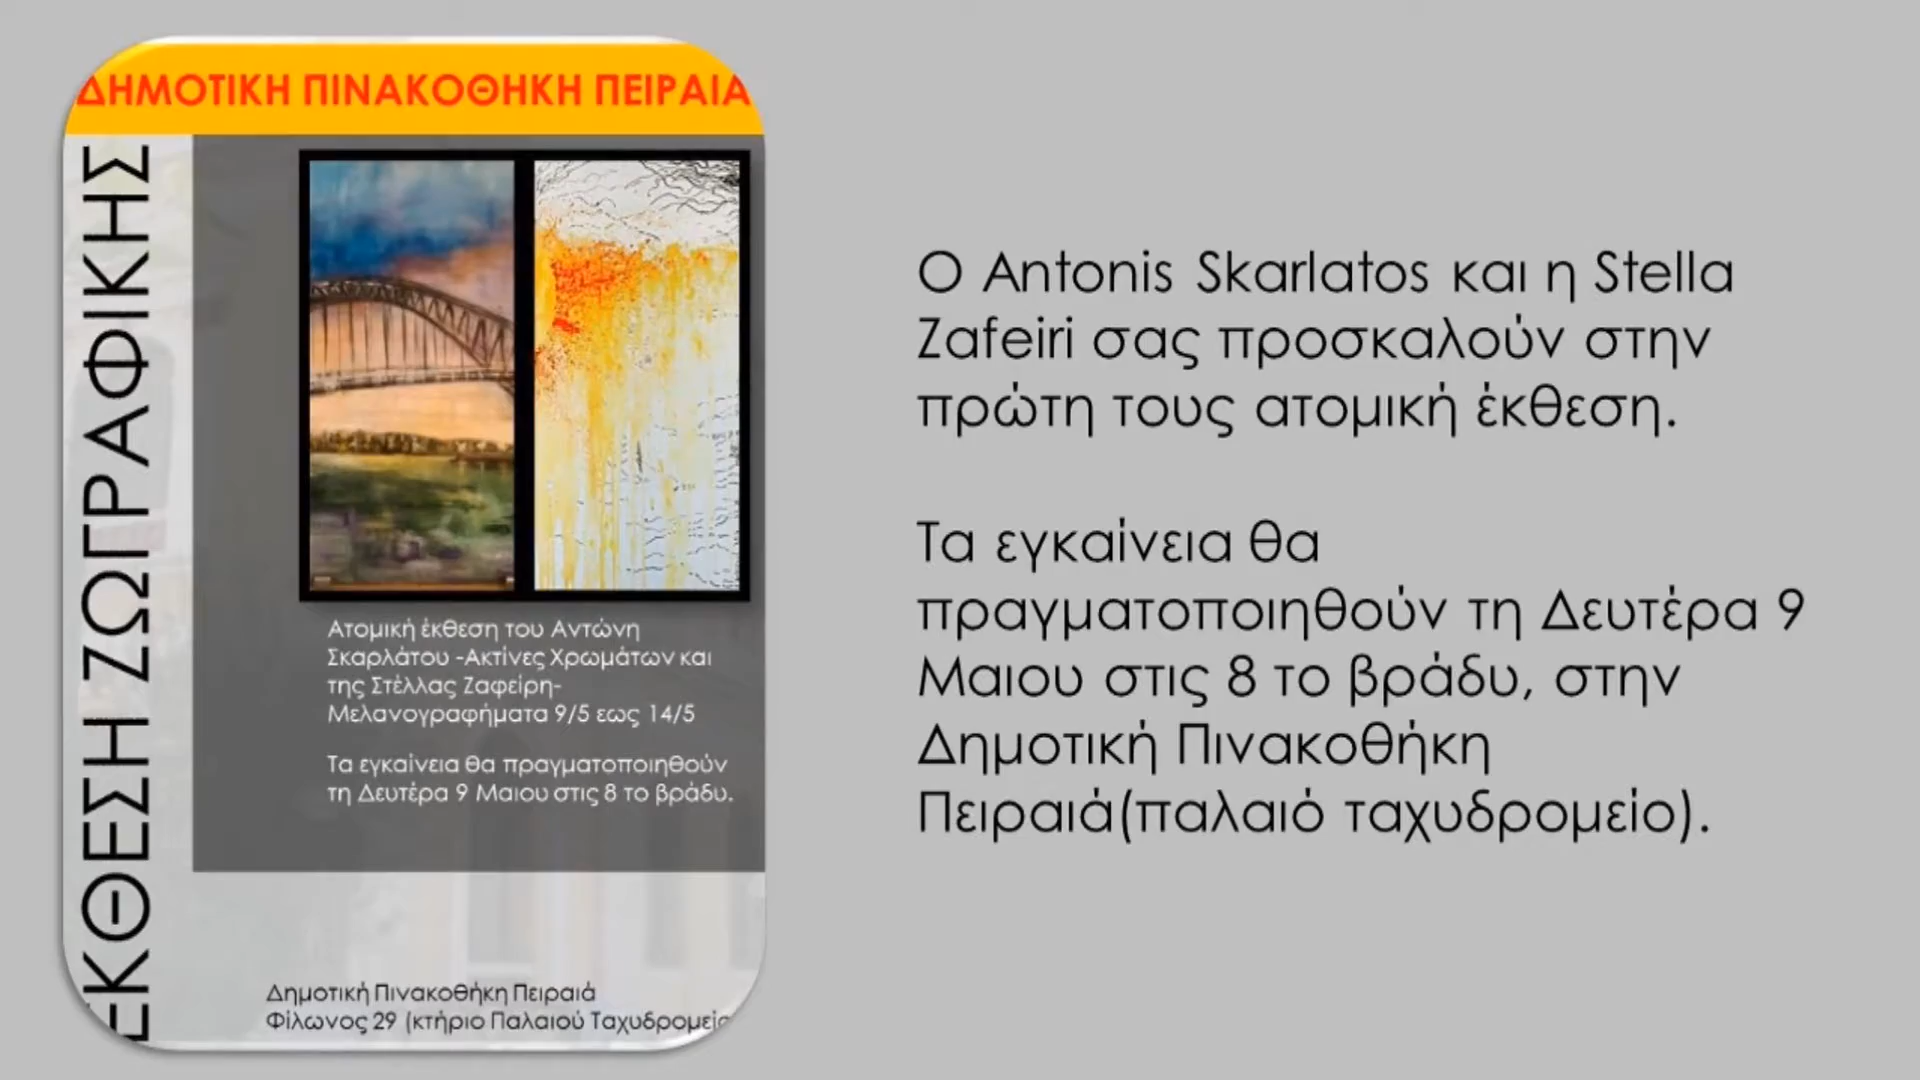 ΔΗΜΟΤΙΚΗ ΠΙΝΑΚΟΘΗΚΗ ΠΕΙΡΑΙΑ
ΕΚΘΕΣΗ ΖΩΓΡΑΦΙΚΗΣ
Ατομική έκθεση του Αντώνη
Σκαρλάτου -Ακτίνες Χρωμάτων και
της Στέλλας Ζαφείρη-
Μελανογραφήματα 9/5 εως 14/5
Τα εγκαίνεια θα πραγματοποιηθούν
τη Δευτέρα 9 Μαιου στις 8 το βράδυ.
Δημοτική Πινακοθήκη Πειραιά
Φίλωνος 29 (κτήριο Παλαιού Ταχυδρομείο
Ο Antonis Skarlatos και η Stella
Zafeiri σας προσκαλούν στην
πρώτη τους ατομική έκθεση.
Τα εγκαίνεια θα
πραγματοποιηθούν τη Δευτέρα 9
Μαιου στις 8 το βράδυ, στην
Δημοτική Πινακοθήκη
Πειραιά(παλαιό ταχυδρομείο).